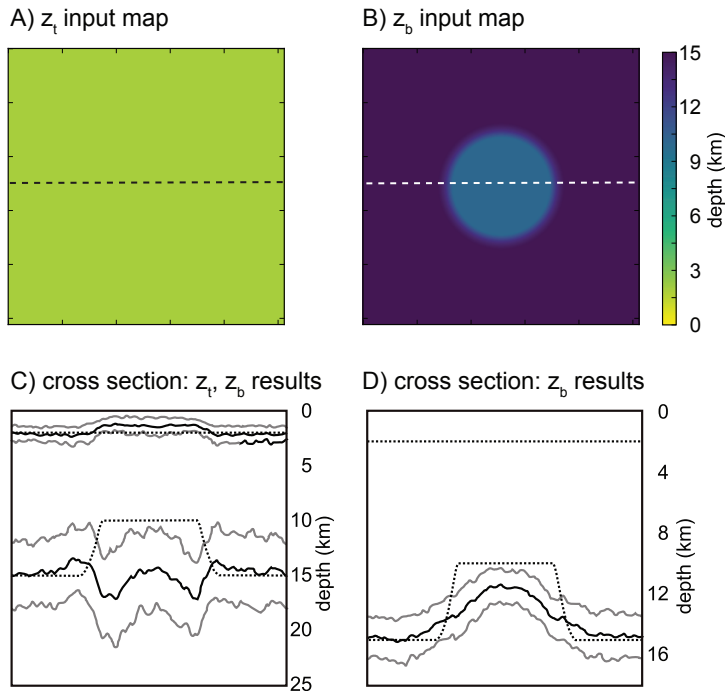 A) z_t input map
B) z_b input map
15
12
9
6
3
0
depth (km)
C) cross section: z_t, z_b results
0
5
10
15
20
25
depth (km)
D) cross section: z_b results
0
4
8
12
16
depth (km)